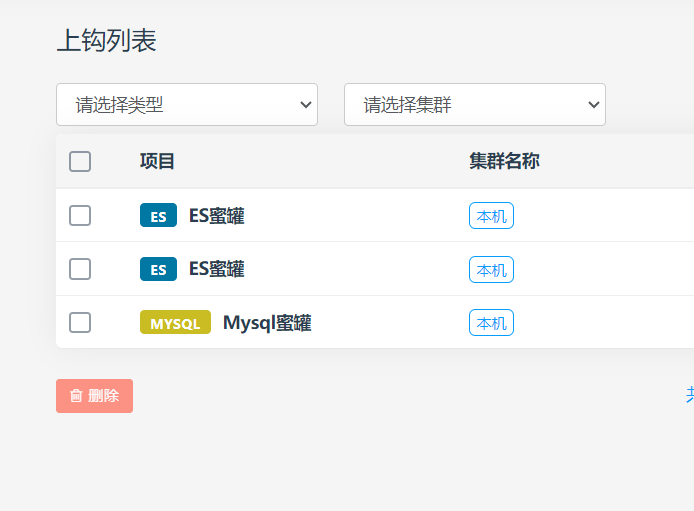 上钩列表
请选择类型 请选择集群
项目 集群名称
ES ES蜜罐 本机
ES ES蜜罐 本机
MYSQL Mysql蜜罐 本机
删除